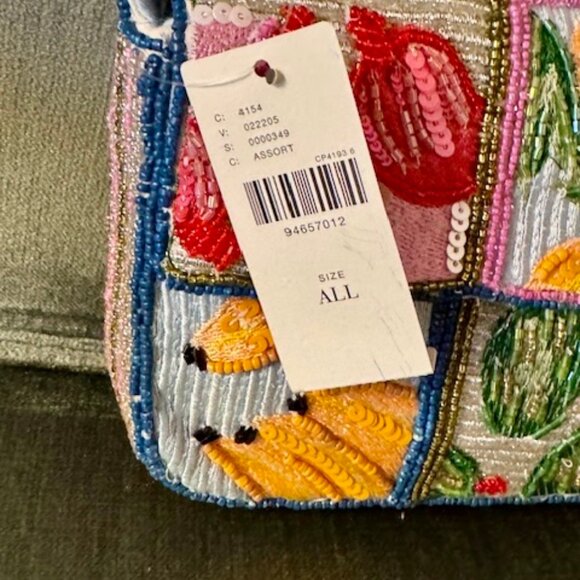 C: 4154
V: 022205
S: 0000349
C: ASSORT
CP4193 6
94657012
SIZE
ALL